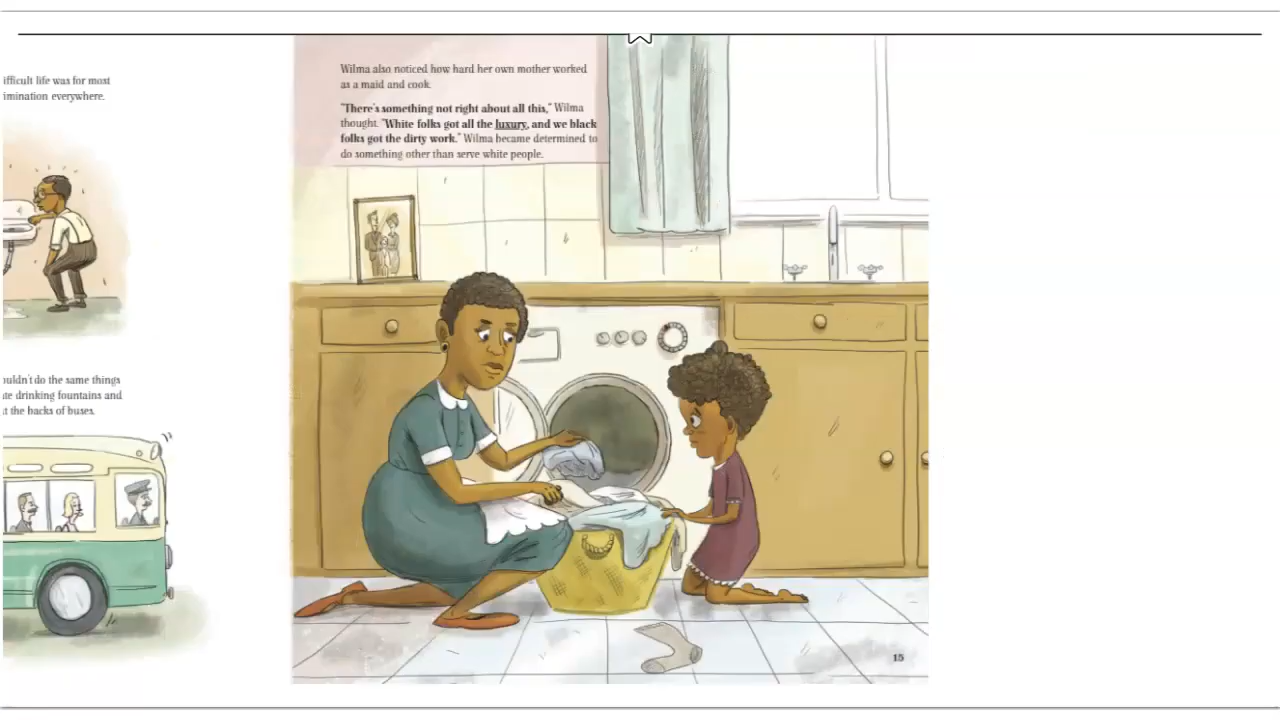 ifficult life was for most
imination everywhere.
uldn't do the same things
te drinking fountains and
t the backs of buses.
Wilma also noticed how hard her own mother worked
as a maid and cook.
"There's something not right about all this," Wilma
thought. "White folks got all the luxury, and we black
folks got the dirty work." Wilma became determined to
do something other than serve white people.
15